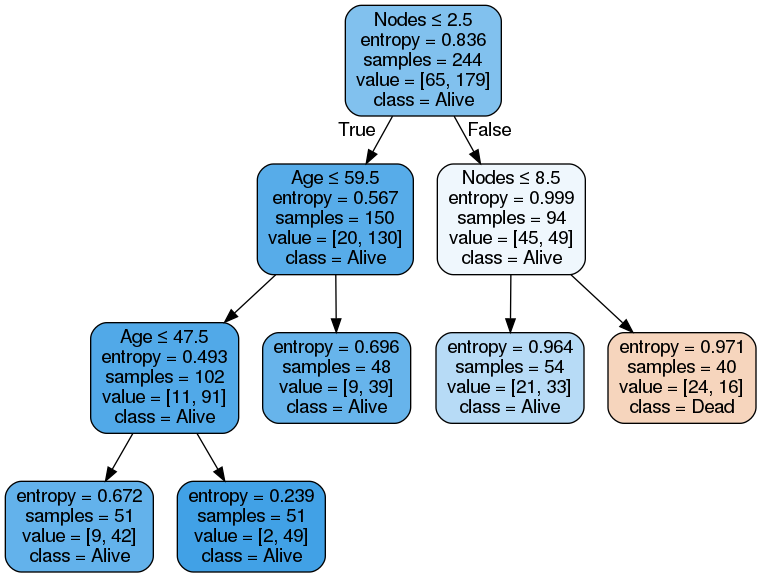 Nodes ≤ 2.5
entropy = 0.836
samples = 244
value = [65, 179]
class = Alive
True
False
Age ≤ 59.5
entropy = 0.567
samples = 150
value = [20, 130]
class = Alive
Nodes ≤ 8.5
entropy = 0.999
samples = 94
value = [45, 49]
class = Alive
Age ≤ 47.5
entropy = 0.493
samples = 102
value = [11, 91]
class = Alive
entropy = 0.696
samples = 48
value = [9, 39]
class = Alive
entropy = 0.964
samples = 54
value = [21, 33]
class = Alive
entropy = 0.971
samples = 40
value = [24, 16]
class = Dead
entropy = 0.672
samples = 51
value = [9, 42]
class = Alive
entropy = 0.239
samples = 51
value = [2, 49]
class = Alive